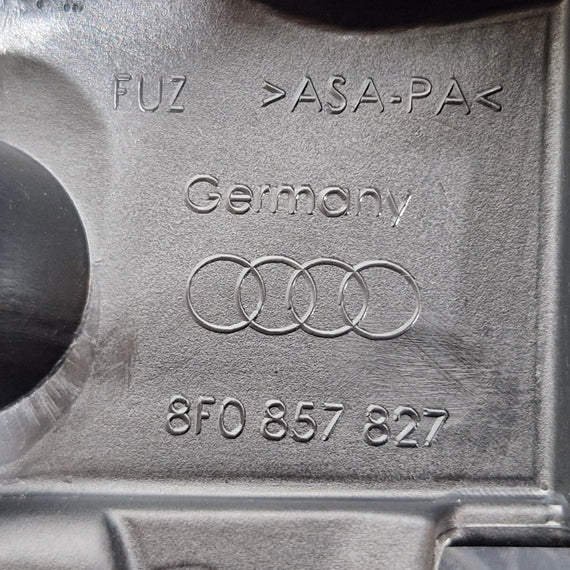 FUZ >ASA-PA<
Germany
8F0 857 827